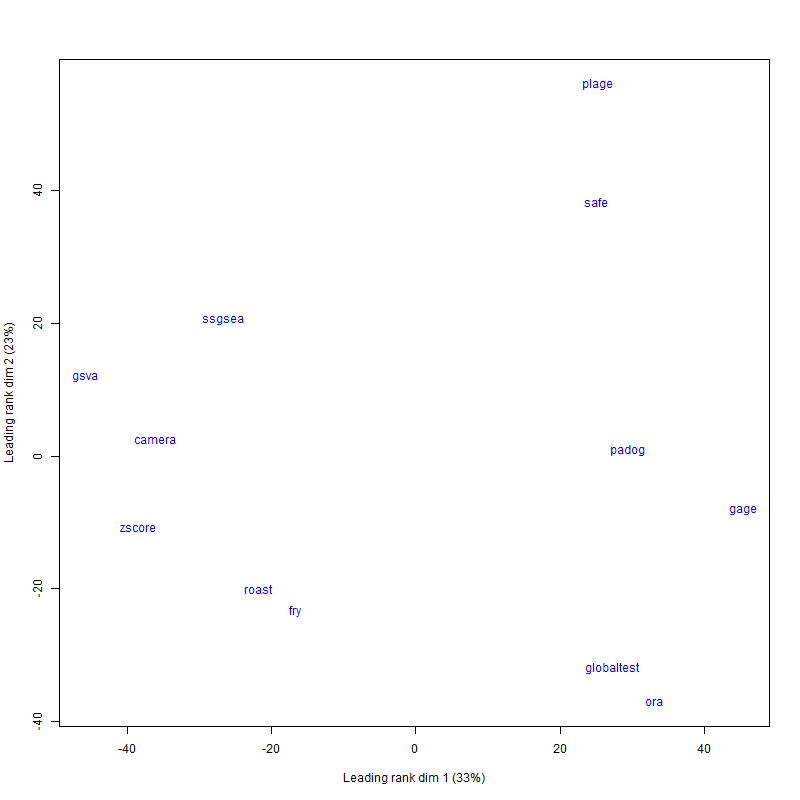 plage
safe
ssgsea
gsva
camera
padog
gage
zscore
roast
fry
globaltest
ora
40
20
0
-20
-40
Leading rank dim 2 (23%)
-40
-20
0
20
40
Leading rank dim 1 (33%)